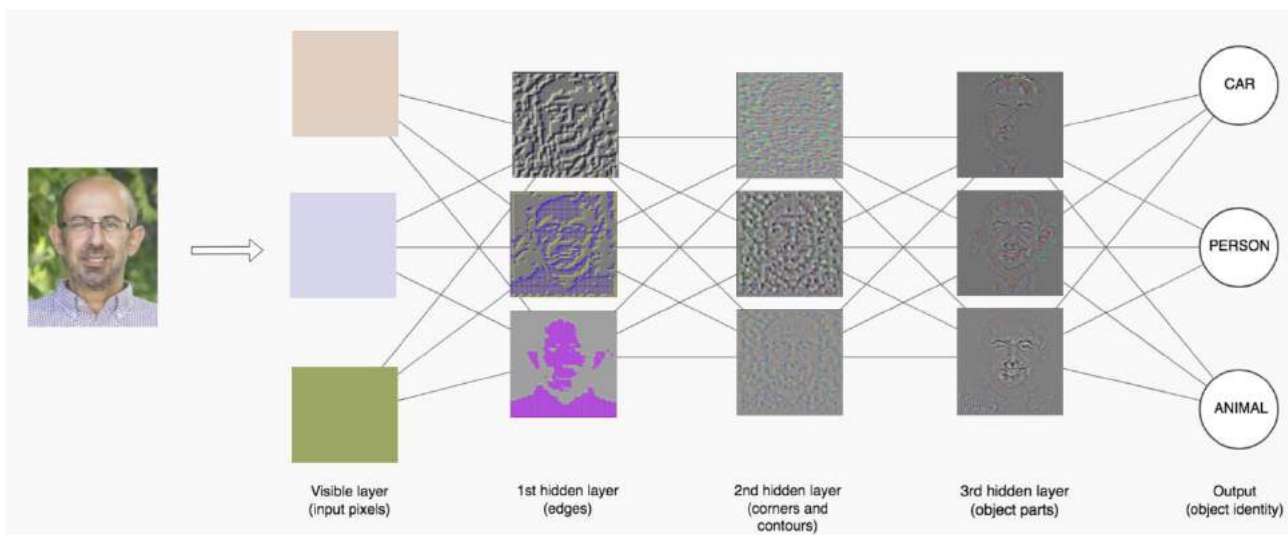 CAR
PERSON
ANIMAL
Visible layer
(input pixels)
1st hidden layer
(edges)
2nd hidden layer
(corners and
contours)
3rd hidden layer
(object parts)
Output
(object identity)